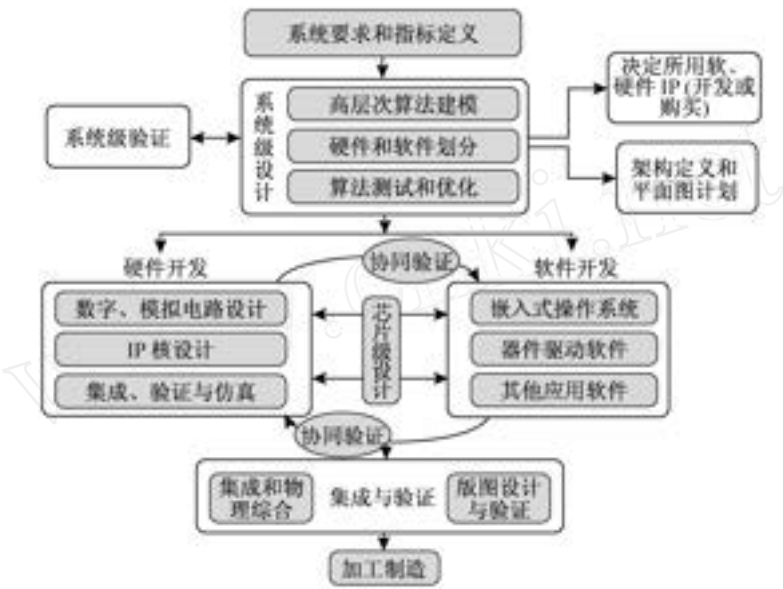 系统要求和指标定义
系统级设计
高层次算法建模
硬件和软件划分
算法测试和优化
系统级验证
决定所用软、
硬件 IP (开发或
购买)
架构定义和
平面图计划
硬件开发
协同验证
软件开发
数字、模拟电路设计
IP 核设计
集成、验证与仿真
芯片级设计
嵌入式操作系统
器件驱动软件
其他应用软件
协同验证
集成和物
理综合
集成与验证
版图设计
与验证
加工制造